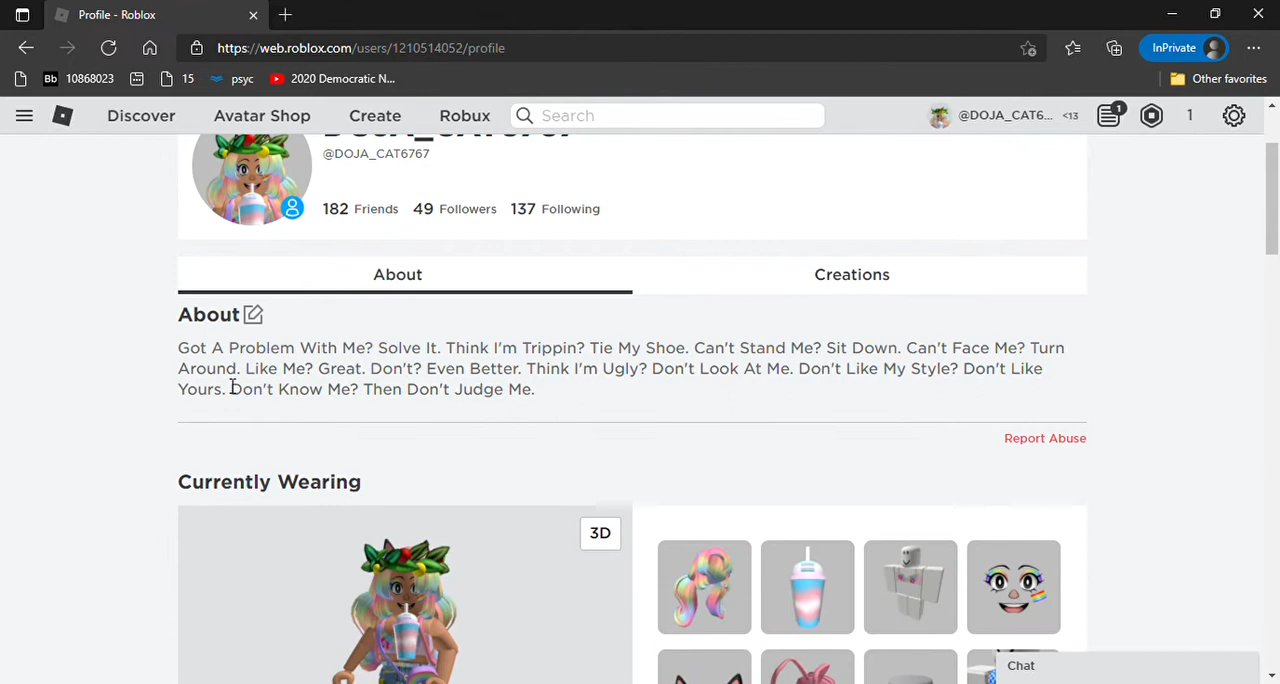 Profile - Roblox
https://web.roblox.com/users/1210514052/profile
InPrivate
Bb 10868023 15 psyc 2020 Democratic N... Other favorites
Discover Avatar Shop Create Robux Search @DOJA_CAT6... <13 1 1
DOJA_CAT6767
@DOJA_CAT6767
182 Friends 49 Followers 137 Following
About Creations
About
Got A Problem With Me? Solve It. Think I'm Trippin? Tie My Shoe. Can't Stand Me? Sit Down. Can't Face Me? Turn
Around. Like Me? Great. Don't? Even Better. Think I'm Ugly? Don't Look At Me. Don't Like My Style? Don't Like
Yours. Don't Know Me? Then Don't Judge Me.
Report Abuse
Currently Wearing
3D
Chat